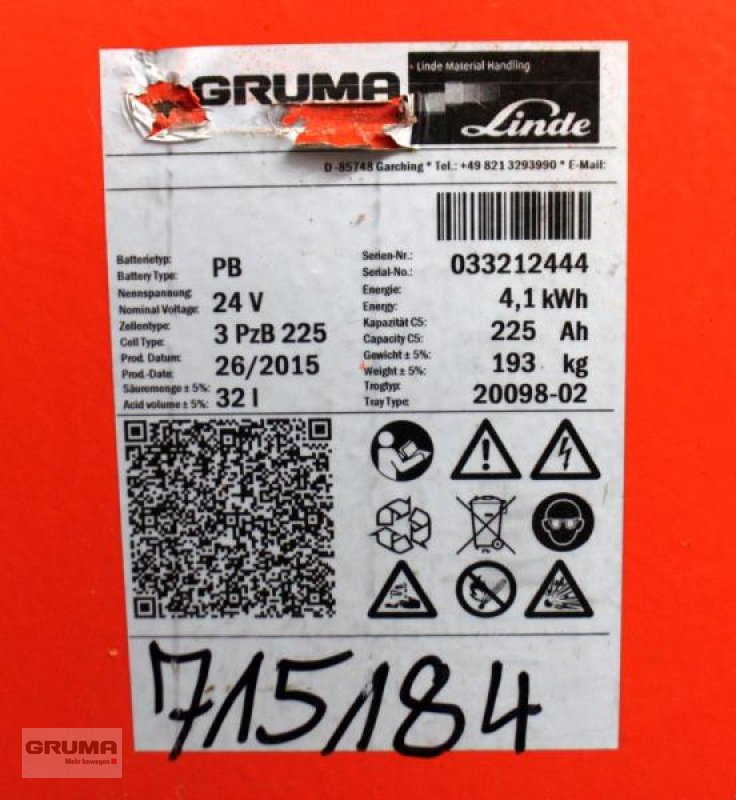 GRUMA
- Linde Material Handling
Linde
D -85748 Garching * Tel.: +49 821 3293990 * E-Mail:
Batterietyp:
Battery Type: PB
Nennspannung:
Nominal Voltage: 24 V
Zellentype:
Cell Type: 3 PzB 225
Prod. Datum:
Prod.-Date: 26/2015
Säuremenge ± 5%:
Acid volume ± 5%: 32 l
Serien-Nr.:
Serial-No.: 033212444
Energie:
Energy: 4,1 kWh
Kapazität C5:
Capacity C5: 225 Ah
Gewicht ± 5%:
Weight ± 5%: 193 kg
Trogtyp:
Tray Type: 20098-02
Pb
715184
GRUMA
Mehr bewegen